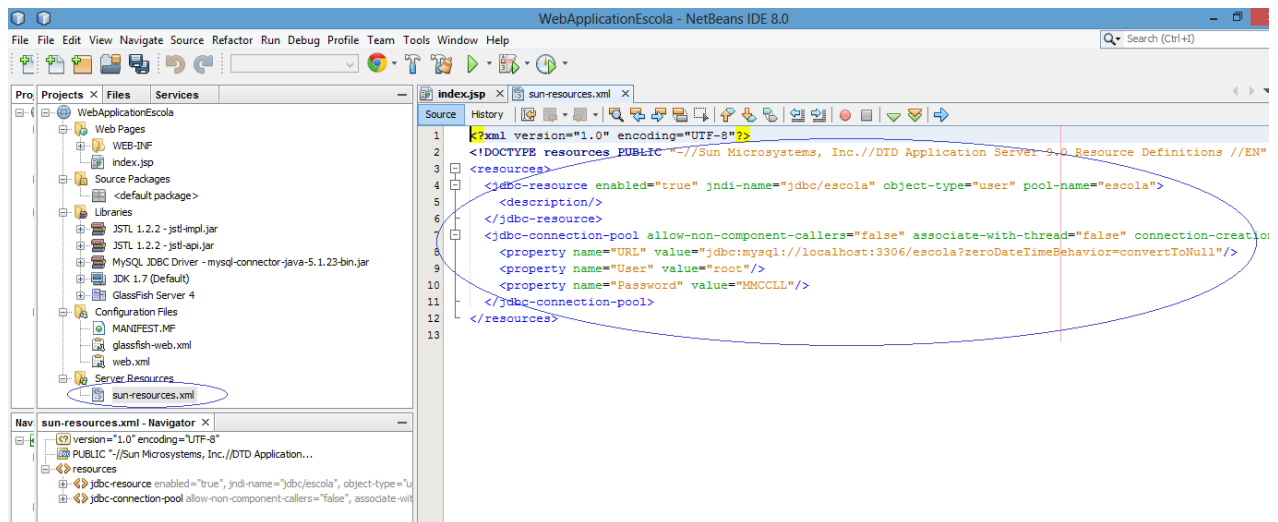 WebApplicationEscola - NetBeans IDE 8.0
File File Edit View Navigate Source Refactor Run Debug Profile Team Tools Window Help
Search (Ctrl+I)
Pro Projects Files Services
WebApplicationEscola
Web Pages
WEB-INF
index.jsp
Source Packages
<default package>
Libraries
JSTL 1.2.2 - jstl-impl.jar
JSTL 1.2.2 - jstl-api.jar
MySQL JDBC Driver - mysql-connector-java-5.1.23-bin.jar
JDK 1.7 (Default)
GlassFish Server 4
Configuration Files
MANIFEST.MF
glassfish-web.xml
web.xml
Server Resources
sun-resources.xml
Nav sun-resources.xml - Navigator
version="1.0" encoding="UTF-8"
PUBLIC "-//Sun Microsystems, Inc.//DTD Application...
resources
jdbc-resource enabled="true", jndi-name="jdbc/escola", object-type="u
jdbc-connection-pool allow-non-component-callers="false", associate-wit
index.jsp sun-resources.xml
Source History
1 <?xml version="1.0" encoding="UTF-8"?>
2 <!DOCTYPE resources PUBLIC "-//Sun Microsystems, Inc.//DTD Application Server 9.0 Resource Definitions //EN"
3 <resources>
4 <jdbc-resource enabled="true" jndi-name="jdbc/escola" object-type="user" pool-name="escola">
5 <description/>
6 </jdbc-resource>
7 <jdbc-connection-pool allow-non-component-callers="false" associate-with-thread="false" connection-creation
8 <property name="URL" value="jdbc:mysql://localhost:3306/escola?zeroDateTimeBehavior=convertToNull"/>
9 <property name="User" value="root"/>
10 <property name="Password" value="MMCCLL"/>
11 </jdbc-connection-pool>
12 </resources>
13